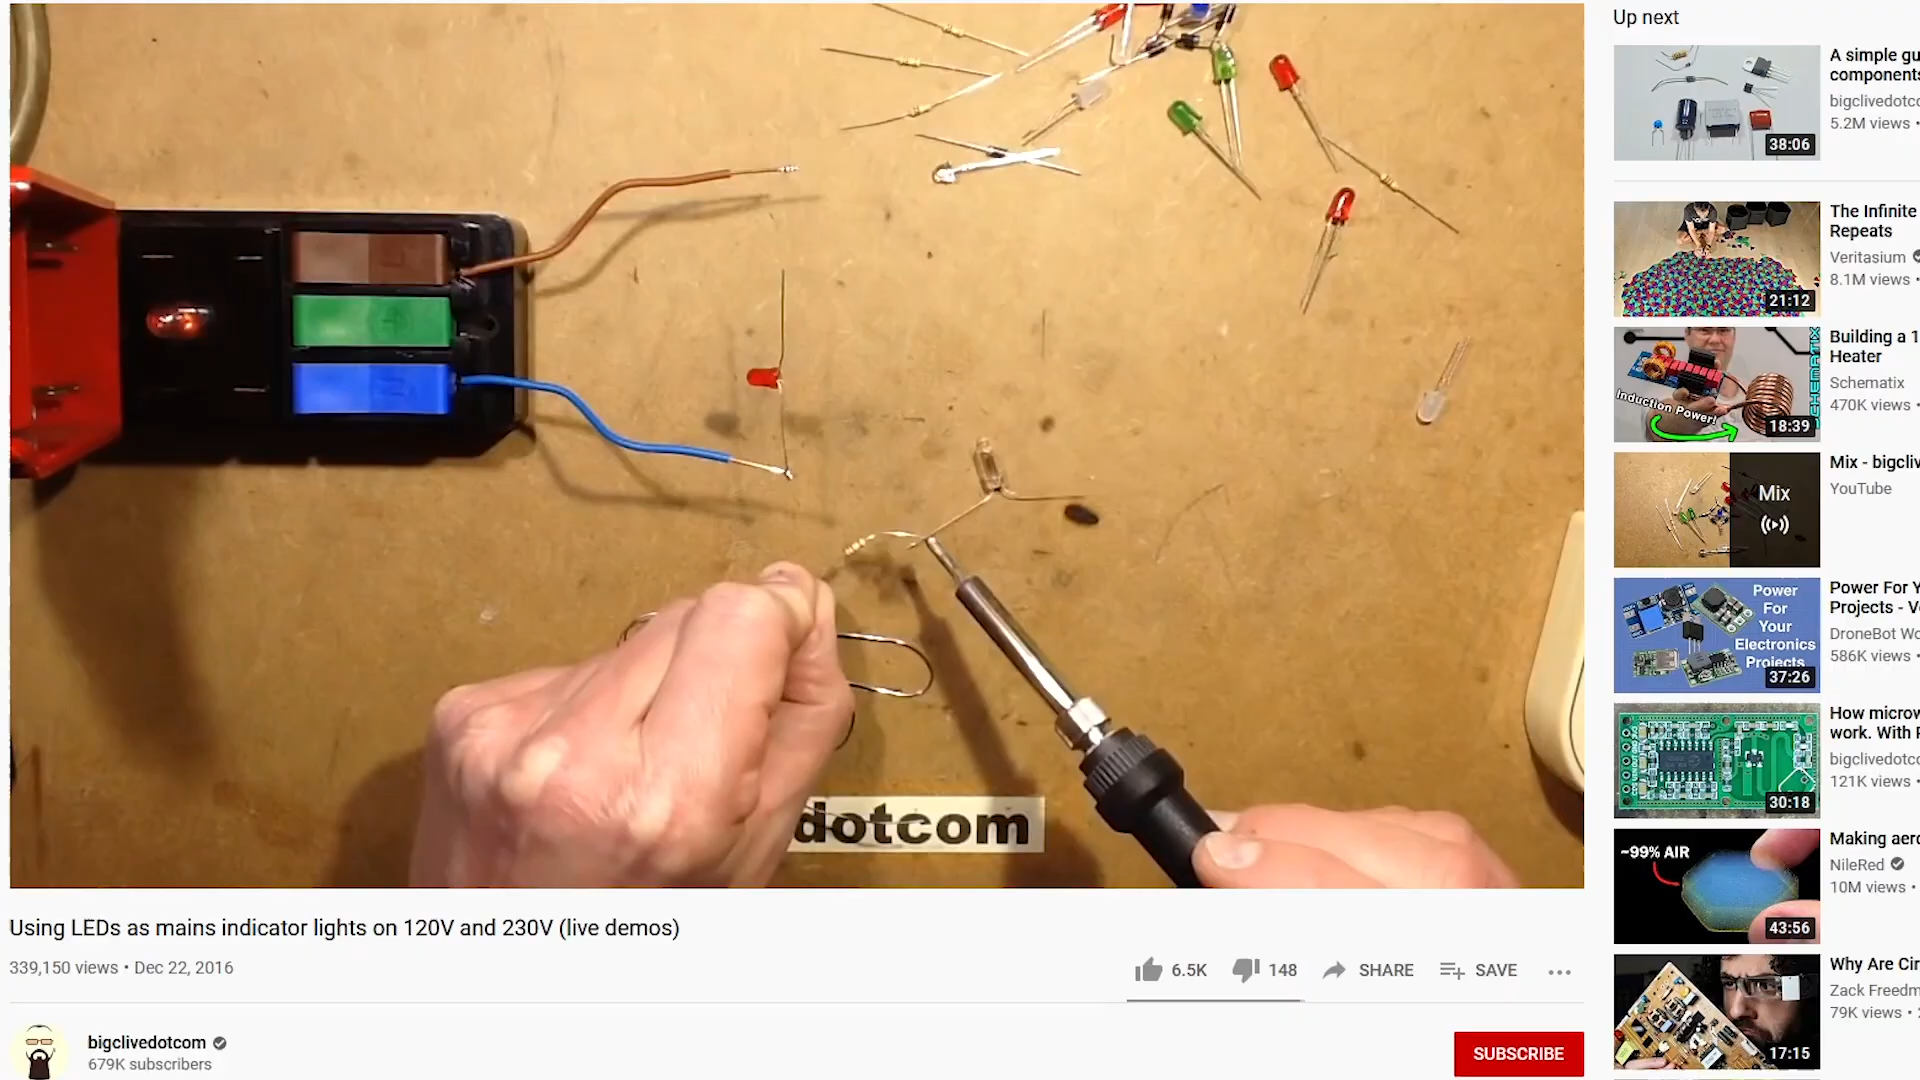 Up next
A simple gu
components
bigclivedotco
5.2M views •
38:06
The Infinite
Repeats
Veritasium
8.1M views •
21:12
Building a 1
Heater
Schematix
470K views •
Induction Power!
SCHEMATIX
18:39
Mix - bigcliv
YouTube
Mix
Power For Y
Projects - V
DroneBot Wo
586K views •
Power
For
Your
Electronics
Projects
37:26
How microw
work. With F
bigclivedotco
121K views •
30:18
Making aero
NileRed
10M views •
~99% AIR
43:56
Why Are Cir
Zack Freedm
79K views •
17:15
dotcom
Using LEDs as mains indicator lights on 120V and 230V (live demos)
339,150 views • Dec 22, 2016
6.5K 148 SHARE SAVE
bigclivedotcom
679K subscribers
SUBSCRIBE